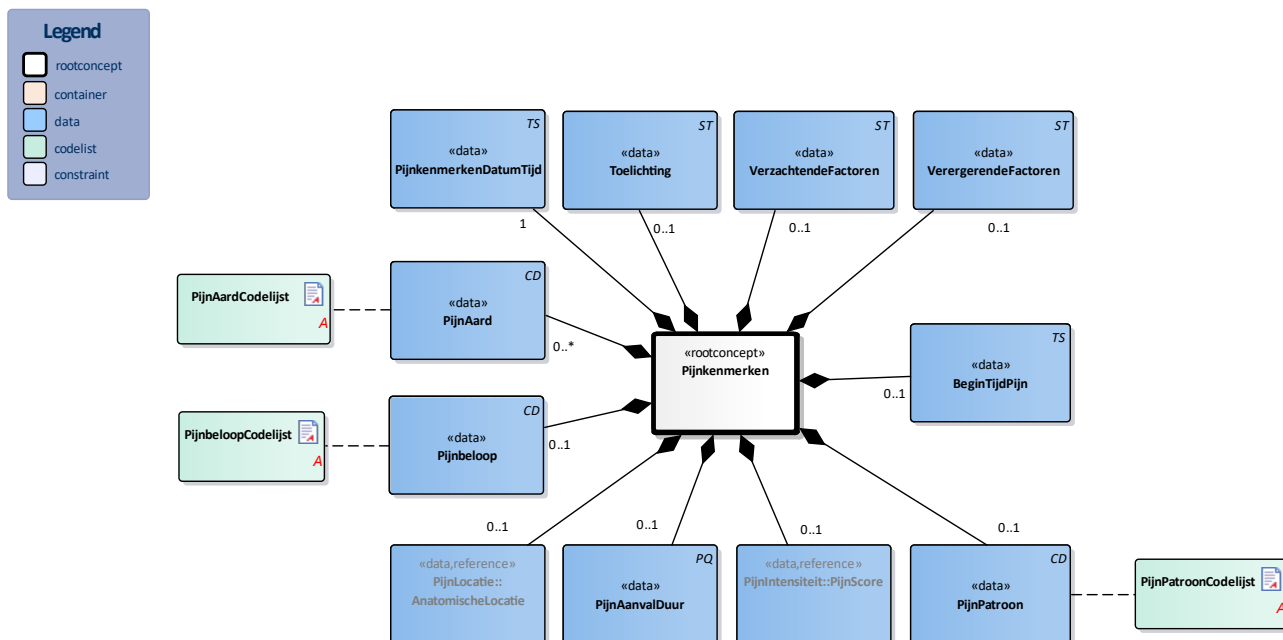 Legend
rootconcept
container
data
codelist
constraint
TS
«data»
PijnkenmerkenDatumTijd
ST
«data»
Toelichting
ST
«data»
VerzachtendeFactoren
ST
«data»
VerergerendeFactoren
1
0..1
0..1
0..1
PijnAardCodelijst
A
CD
«data»
PijnAard
0..*
«rootconcept»
Pijnkenmerken
TS
«data»
BeginTijdPijn
0..1
PijnbeloopCodelijst
A
CD
«data»
Pijnbeloop
0..1
0..1
0..1
0..1
0..1
«data,reference»
PijnLocatie::
AnatomischeLocatie
PQ
«data»
PijnAanvalDuur
«data,reference»
PijnIntensiteit::PijnScore
CD
«data»
PijnPatroon
PijnPatroonCodelijst
A